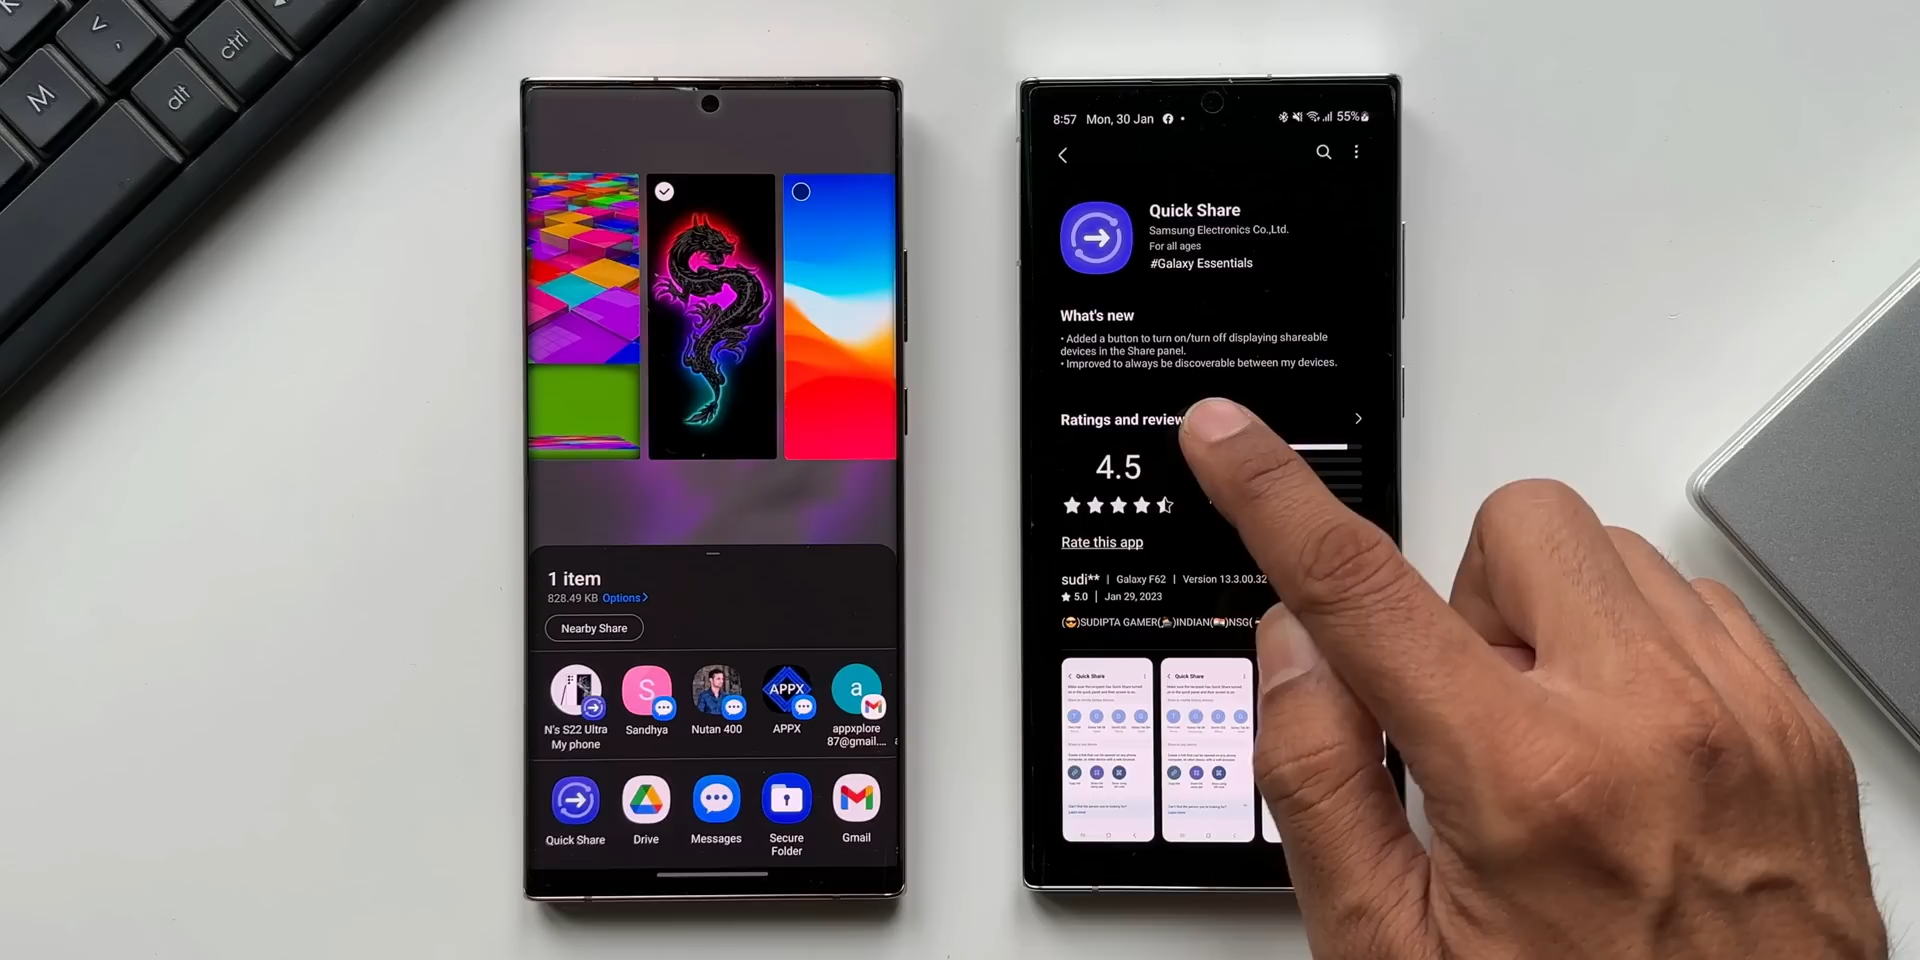 M
alt
ctrl
1 item
828.49 KB Options>
Nearby Share
N's S22 Ultra
My phone
S
Sandhya
Nutan 400
APPX
APPX
a
appxplore
87@gmail....
Quick Share
Drive
Messages
Secure
Folder
Gmail
8:57 Mon, 30 Jan
55%
Quick Share
Samsung Electronics Co.,Ltd.
For all ages
#Galaxy Essentials
What's new
• Added a button to turn on/turn off displaying shareable
devices in the Share panel.
• Improved to always be discoverable between my devices.
Ratings and review
4.5
Rate this app
sudi** | Galaxy F62 | Version 13.3.00.32
★ 5.0 | Jan 29, 2023
(😎)SUDIPTA GAMER(🎮)INDIAN(🇮🇳)NSG(
Quick Share
Quick Share